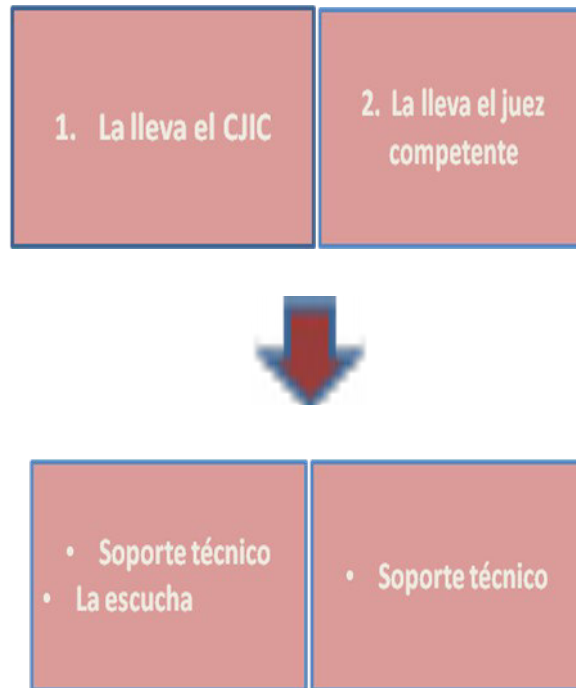 1. La lleva el CJIC
2. La lleva el juez
competente
• Soporte técnico
• La escucha
• Soporte técnico